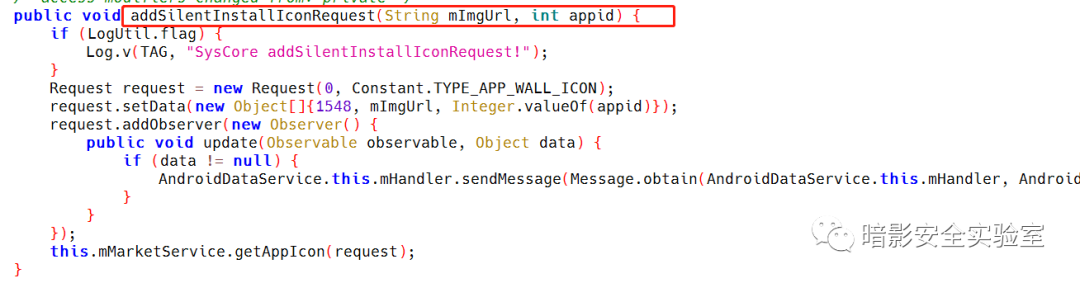 /* access modifiers changed from: private */
public void addSilentInstallIconRequest(String mImgUrl, int appid) {
    if (LogUtil.flag) {
        Log.v(TAG, "SysCore addSilentInstallIconRequest!");
    }
    Request request = new Request(0, Constant.TYPE_APP_WALL_ICON);
    request.setData(new Object[]{1548, mImgUrl, Integer.valueOf(appid)});
    request.addObserver(new Observer() {
        public void update(Observable observable, Object data) {
            if (data != null) {
                AndroidDataService.this.mHandler.sendMessage(Message.obtain(AndroidDataService.this.mHandler, Android
            }
        }
    });
    this.mMarketService.getAppIcon(request);
}
暗影安全实验室